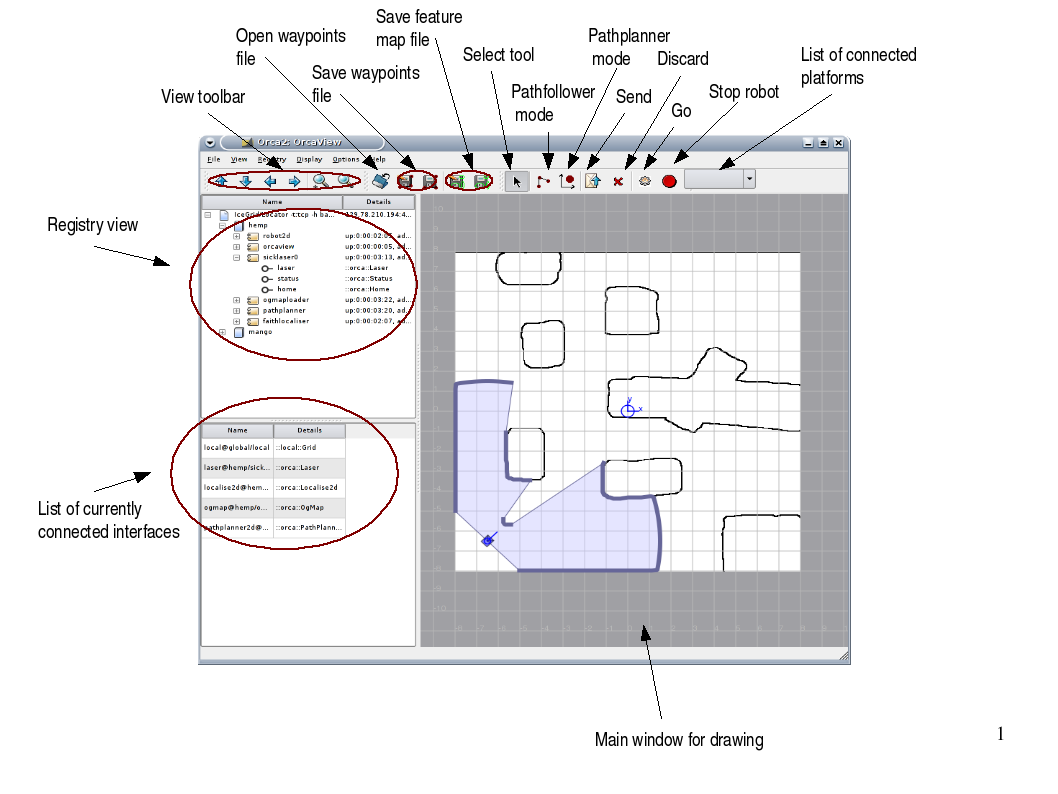 Save feature
map file
Open waypoints
file
Save waypoints
file
Select tool
Pathplanner
mode
Discard
List of connected
platforms
View toolbar
Pathfollower
mode
Send
Go
Stop robot
Orca2: OrcaView
File View Registry Display Options Help
Name Details
IceGrid/Locator -t:tcp -h ba... 129.78.210.194:4...
hemp
robot2d up:0:00:02:0 ad...
orcaview up:0:00:00:05, ad...
sicklaser0 up:0:00:03:13, ad...
laser ::orca::Laser
status ::orca::Status
home ::orca::Home
ogmaploader up:0:00:03:22, ad...
pathplanner up:0:00:03:20, ad...
faithlocaliser up:0:00:02:07, ad...
mango
Registry view
Name Details
local@global/local ::local::Grid
laser@hemp/sick... ::orca::Laser
localise2d@hem... ::orca::Localise2d
ogmap@hemp/o... ::orca::OgMap
pathplanner2d@... ::orca::PathPlann...
List of currently
connected interfaces
y
x
Main window for drawing
1